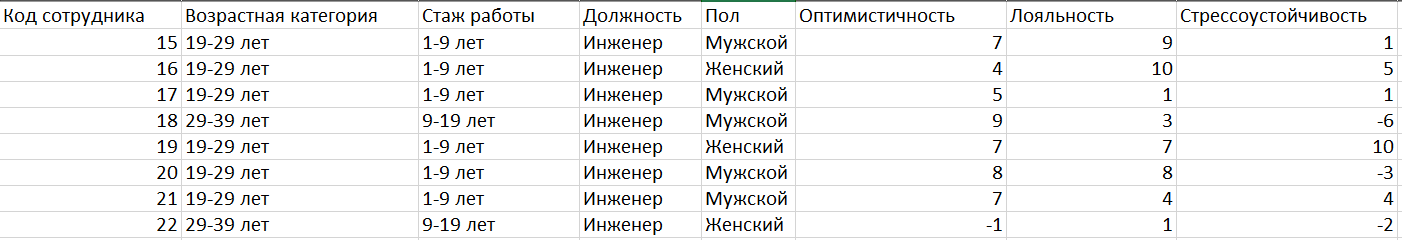 Код сотрудника Возрастная категория Стаж работы Должность Пол Оптимистичность Лояльность Стрессоустойчивость
15 19-29 лет 1-9 лет Инженер Мужской 7 9 1
16 19-29 лет 1-9 лет Инженер Женский 4 10 5
17 19-29 лет 1-9 лет Инженер Мужской 5 1 1
18 29-39 лет 9-19 лет Инженер Мужской 9 3 -6
19 19-29 лет 1-9 лет Инженер Женский 7 7 10
20 19-29 лет 1-9 лет Инженер Мужской 8 8 -3
21 19-29 лет 1-9 лет Инженер Мужской 7 4 4
22 29-39 лет 9-19 лет Инженер Женский -1 1 -2